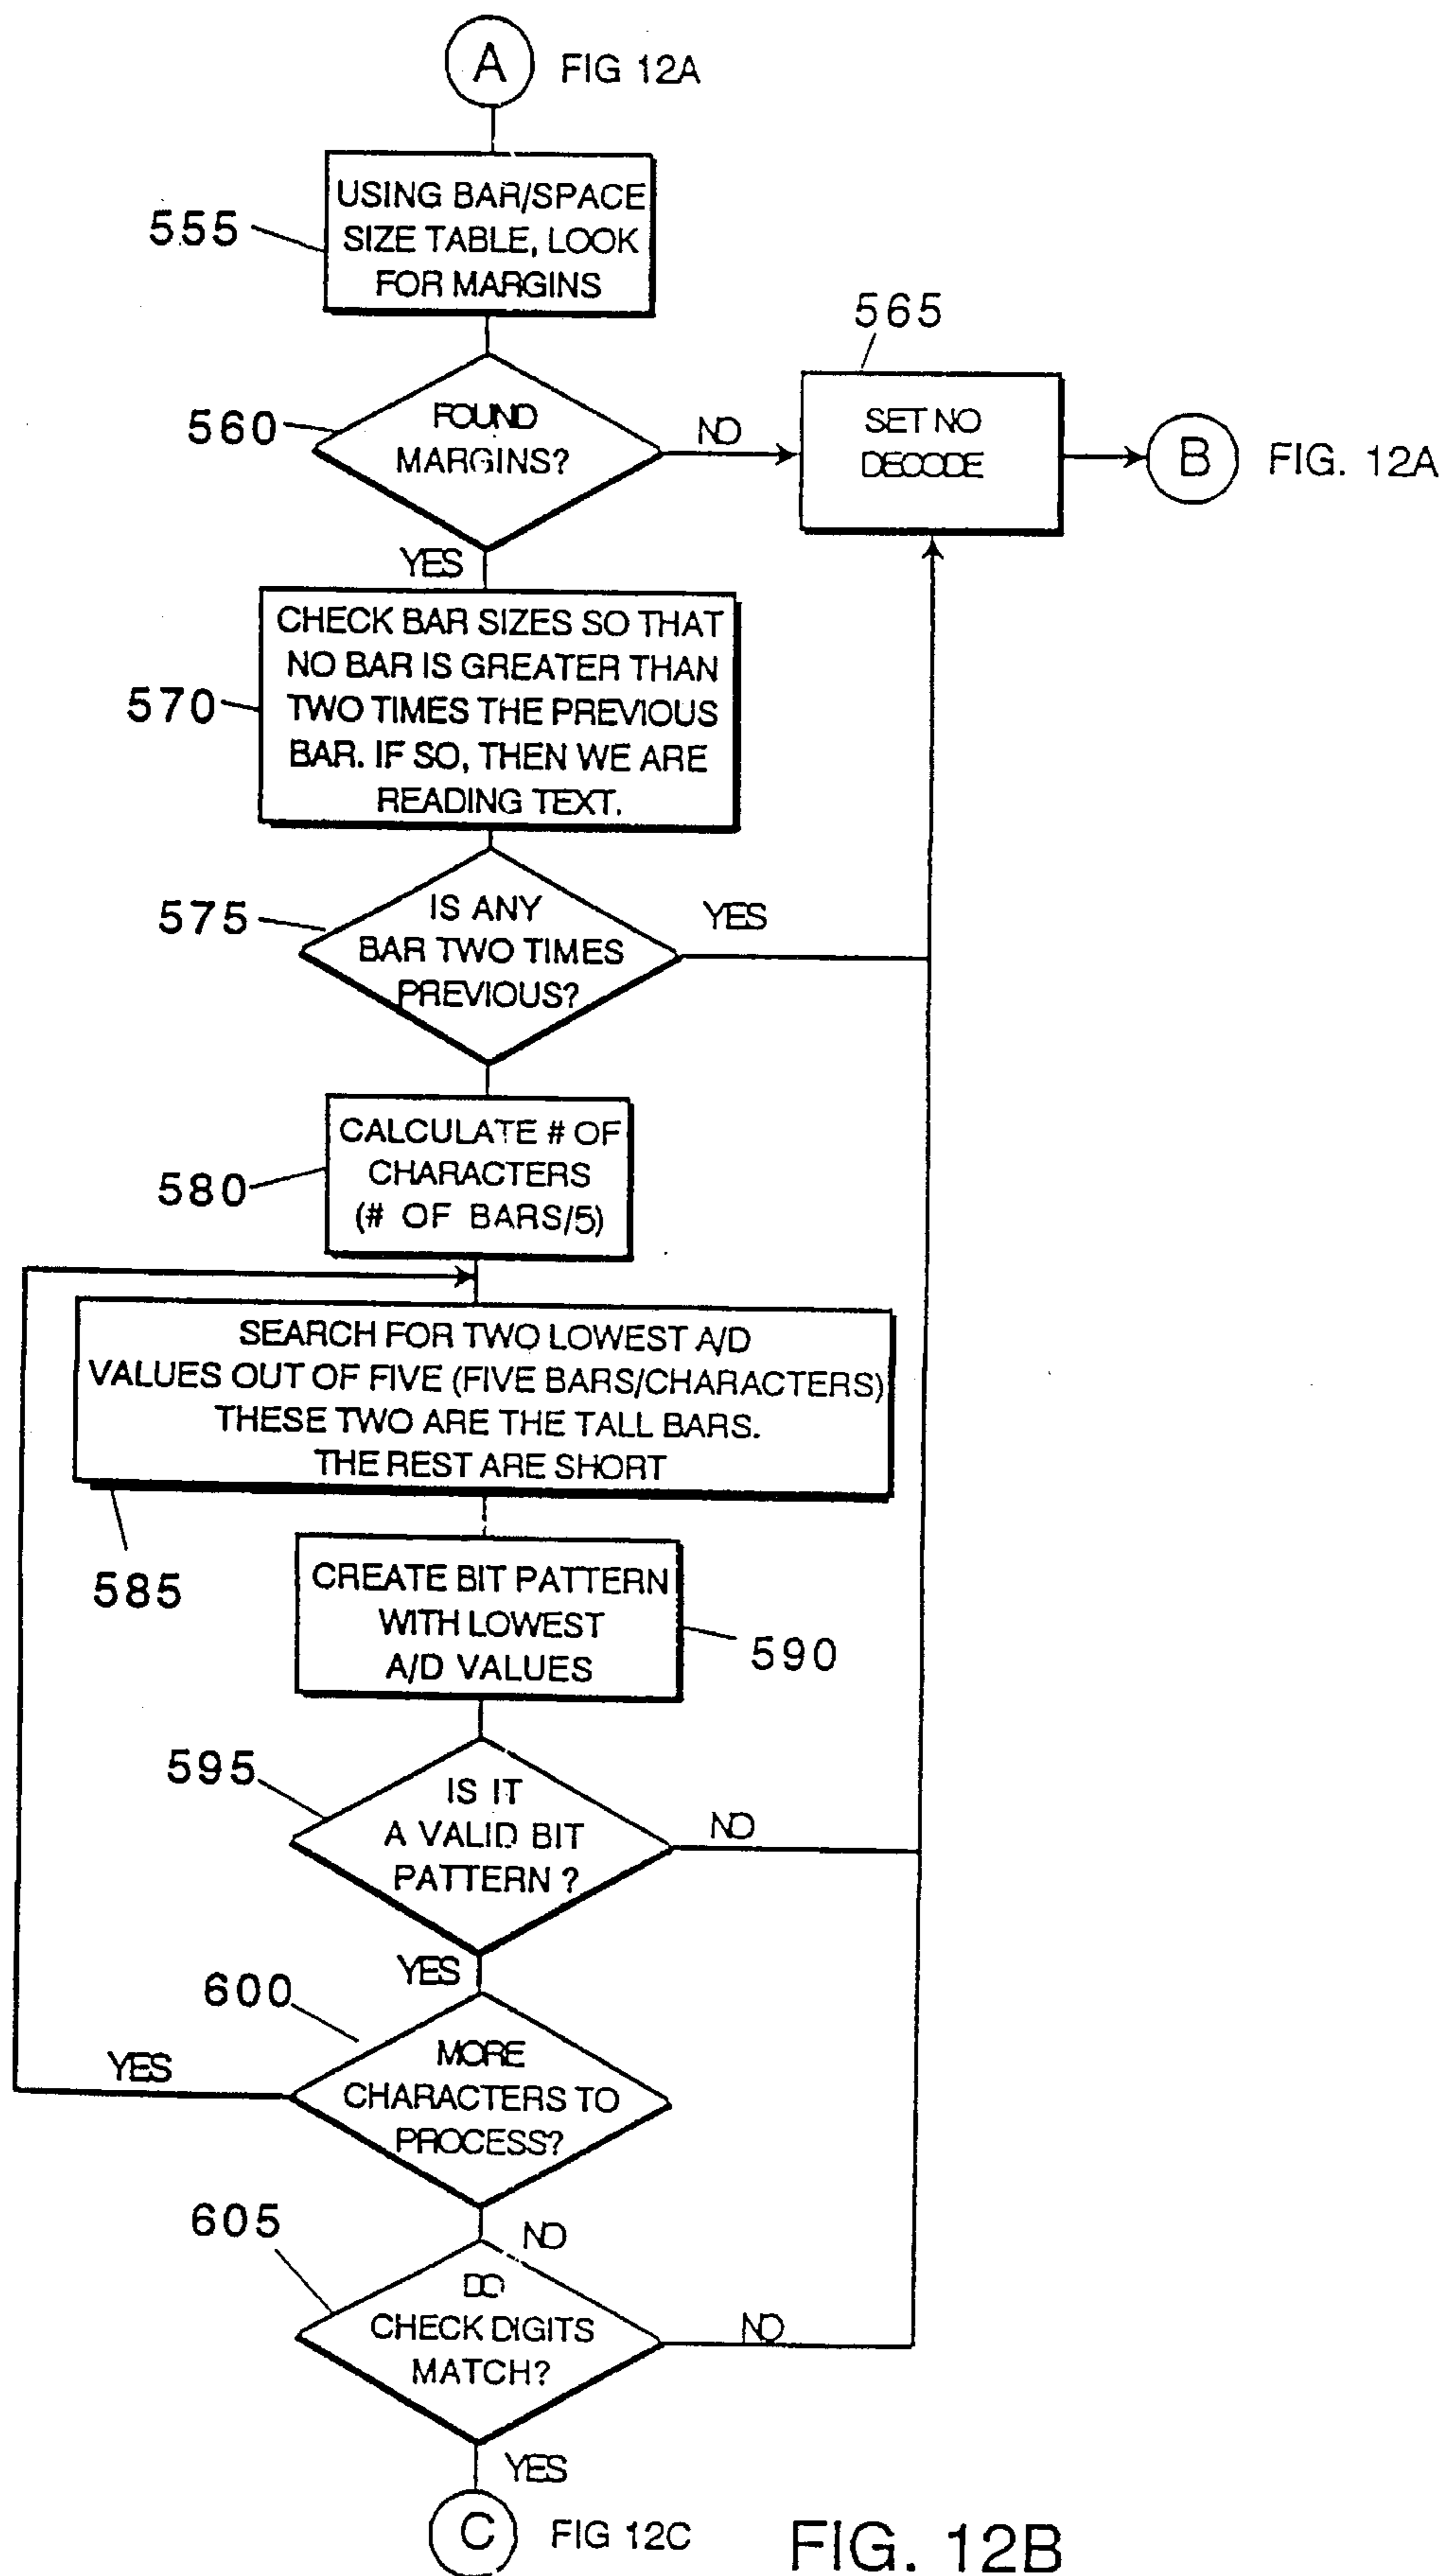 A FIG 12A
USING BAR/SPACE
SIZE TABLE, LOOK
FOR MARGINS
555
565
FOUND
MARGINS?
560
NO
SET NO
DECODE
B FIG. 12A
YES
CHECK BAR SIZES SO THAT
NO BAR IS GREATER THAN
TWO TIMES THE PREVIOUS
BAR. IF SO, THEN WE ARE
READING TEXT.
570
IS ANY
BAR TWO TIMES
PREVIOUS?
575
YES
CALCULATE # OF
CHARACTERS
(# OF BARS/5)
580
SEARCH FOR TWO LOWEST A/D
VALUES OUT OF FIVE (FIVE BARS/CHARACTERS)
THESE TWO ARE THE TALL BARS.
THE REST ARE SHORT
585
CREATE BIT PATTERN
WITH LOWEST
A/D VALUES
590
595
IS IT
A VALID BIT
PATTERN ?
NO
YES
600
MORE
CHARACTERS TO
PROCESS?
YES
NO
605
DO
CHECK DIGITS
MATCH?
NO
YES
C FIG 12C
FIG. 12B